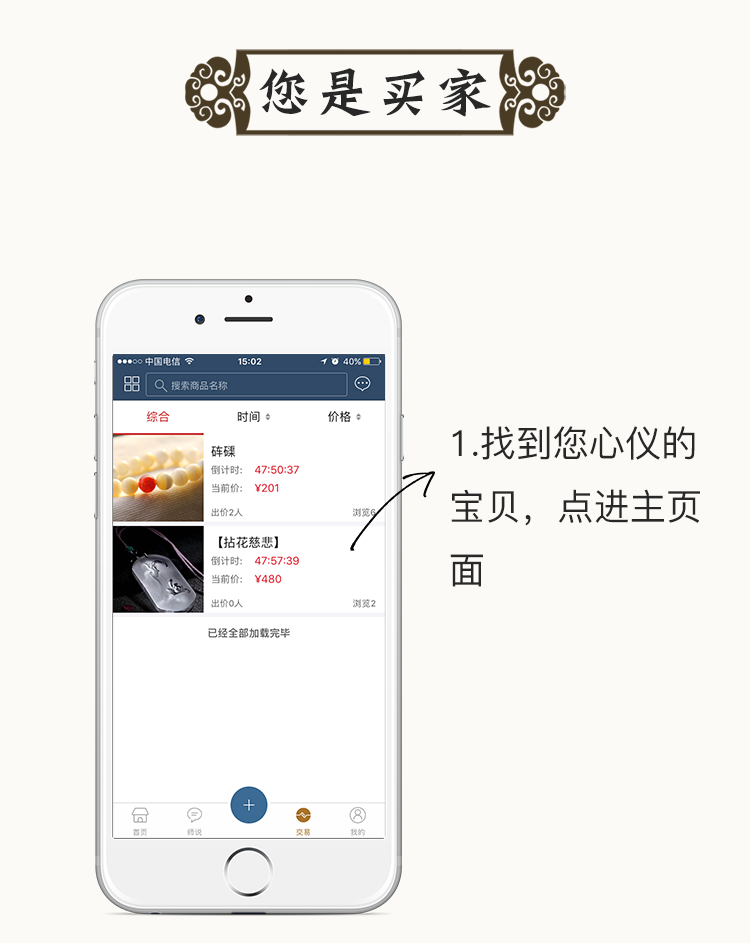 您是买家
中国电信 15:02 40%
搜索商品名称
综合 时间 价格
砗磲
倒计时: 47:50:37
当前价: ¥201
出价2人 浏览6
【拈花慈悲】
倒计时: 47:57:39
当前价: ¥480
出价0人 浏览2
已经全部加载完毕
首页 师说 交易 我的
1.找到您心仪的
宝贝，点进主页
面